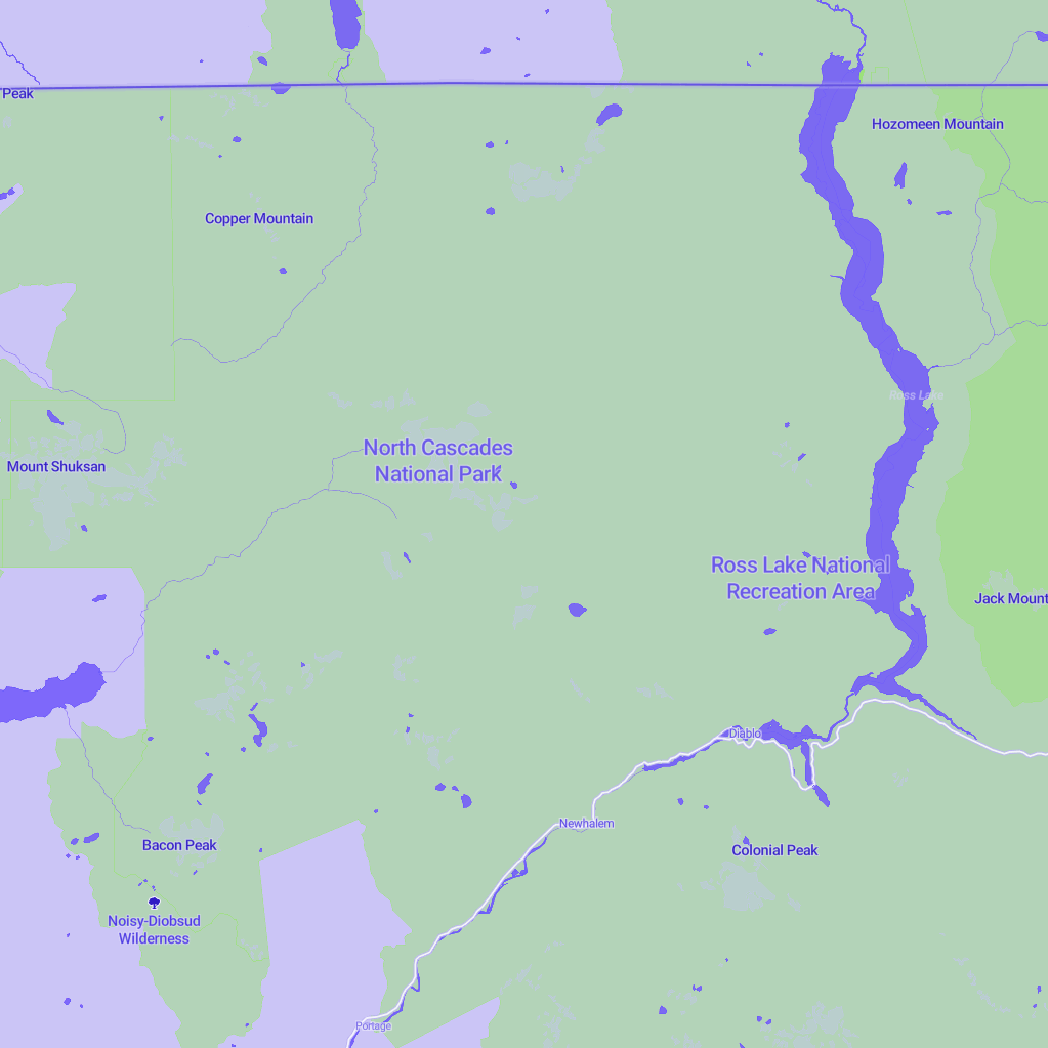 Peak
Hozomeen Mountain
Copper Mountain
Ross Lake
North Cascades
National Park
Mount Shuksan
Ross Lake National
Recreation Area
Jack Mount
Diablo
Newhalem
Bacon Peak
Colonial Peak
Noisy-Diobsud
Wilderness
Portage